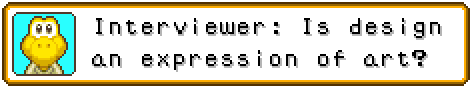 Interviewer: Is design
an expression of art?